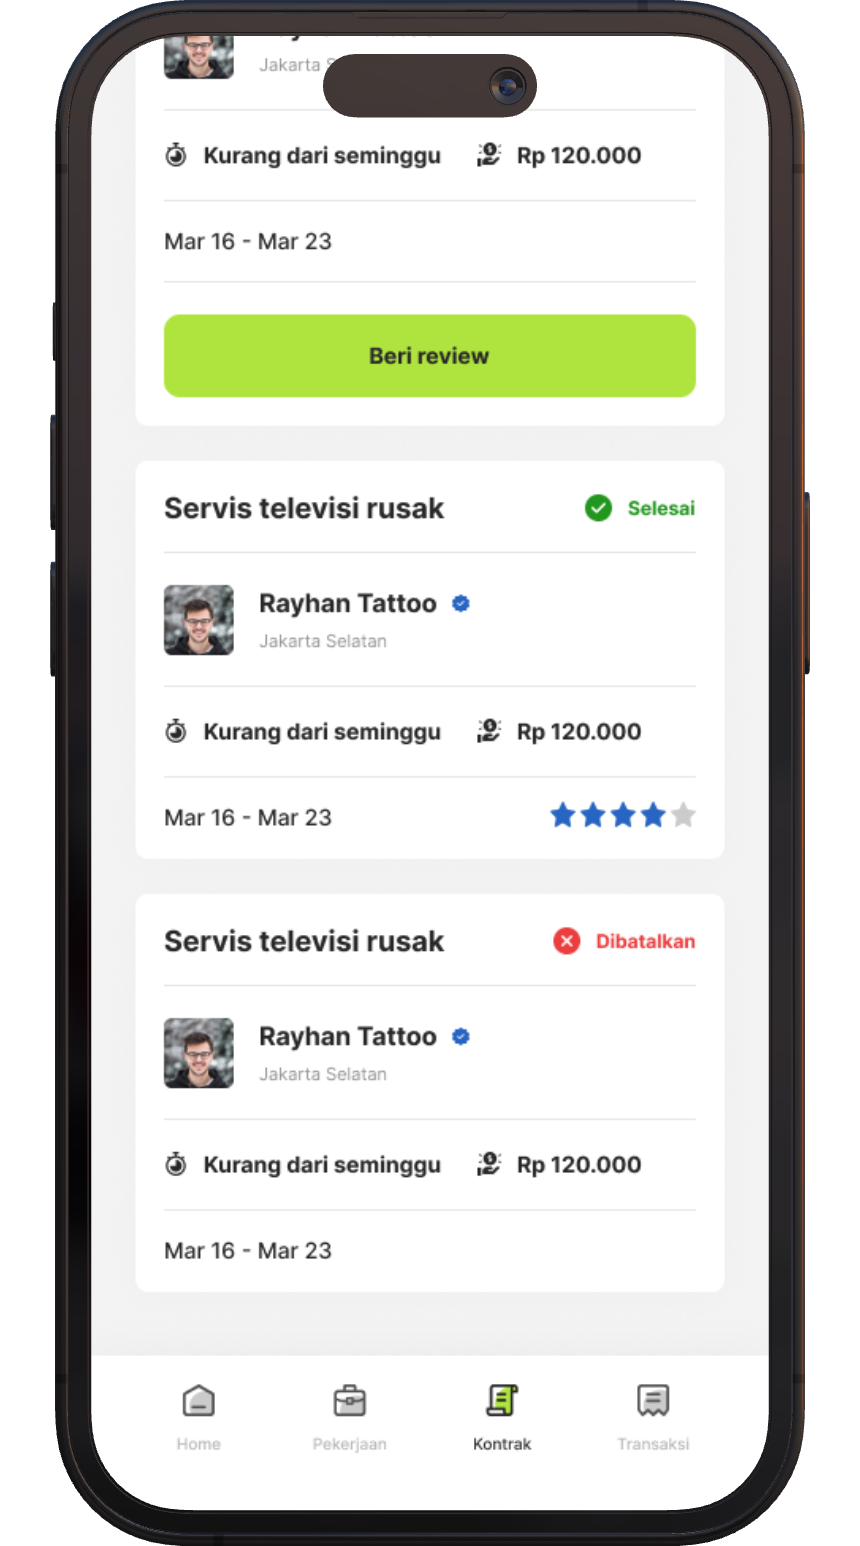 Jakarta
Kurang dari seminggu Rp 120.000
Mar 16 - Mar 23
Beri review
Servis televisi rusak Selesai
Rayhan Tattoo
Jakarta Selatan
Kurang dari seminggu Rp 120.000
Mar 16 - Mar 23
Servis televisi rusak Dibatalkan
Rayhan Tattoo
Jakarta Selatan
Kurang dari seminggu Rp 120.000
Mar 16 - Mar 23
Home Pekerjaan Kontrak Transaksi